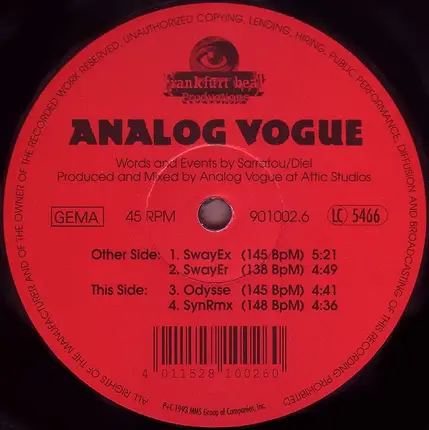 ALL RIGHTS OF THE MANUFACTURER AND OF THE OWNER OF THE RECORDED WORK RESERVED. UNAUTHORIZED COPYING, LENDING, HIRING, PUBLIC PERFORMANCE, DIFFUSION AND BROADCASTING OF THIS RECORDING PROHIBITED
frankfurt beat
Productions
ANALOG VOGUE
Words and Events by Sarrafou/Diel
Produced and Mixed by Analog Vogue at Attic Studios
GEMA 45 RPM 901002.6 LC 5466
Other Side: 1. SwayEx (145 BpM) 5:21
2. SwayEr (138 BpM) 4:49
This Side: 3. Odysse (145 BpM) 4:41
4. SynRmx (148 BpM) 4:36
4 011528 100260
P+C 1993 MMS Group of Companies, Inc.